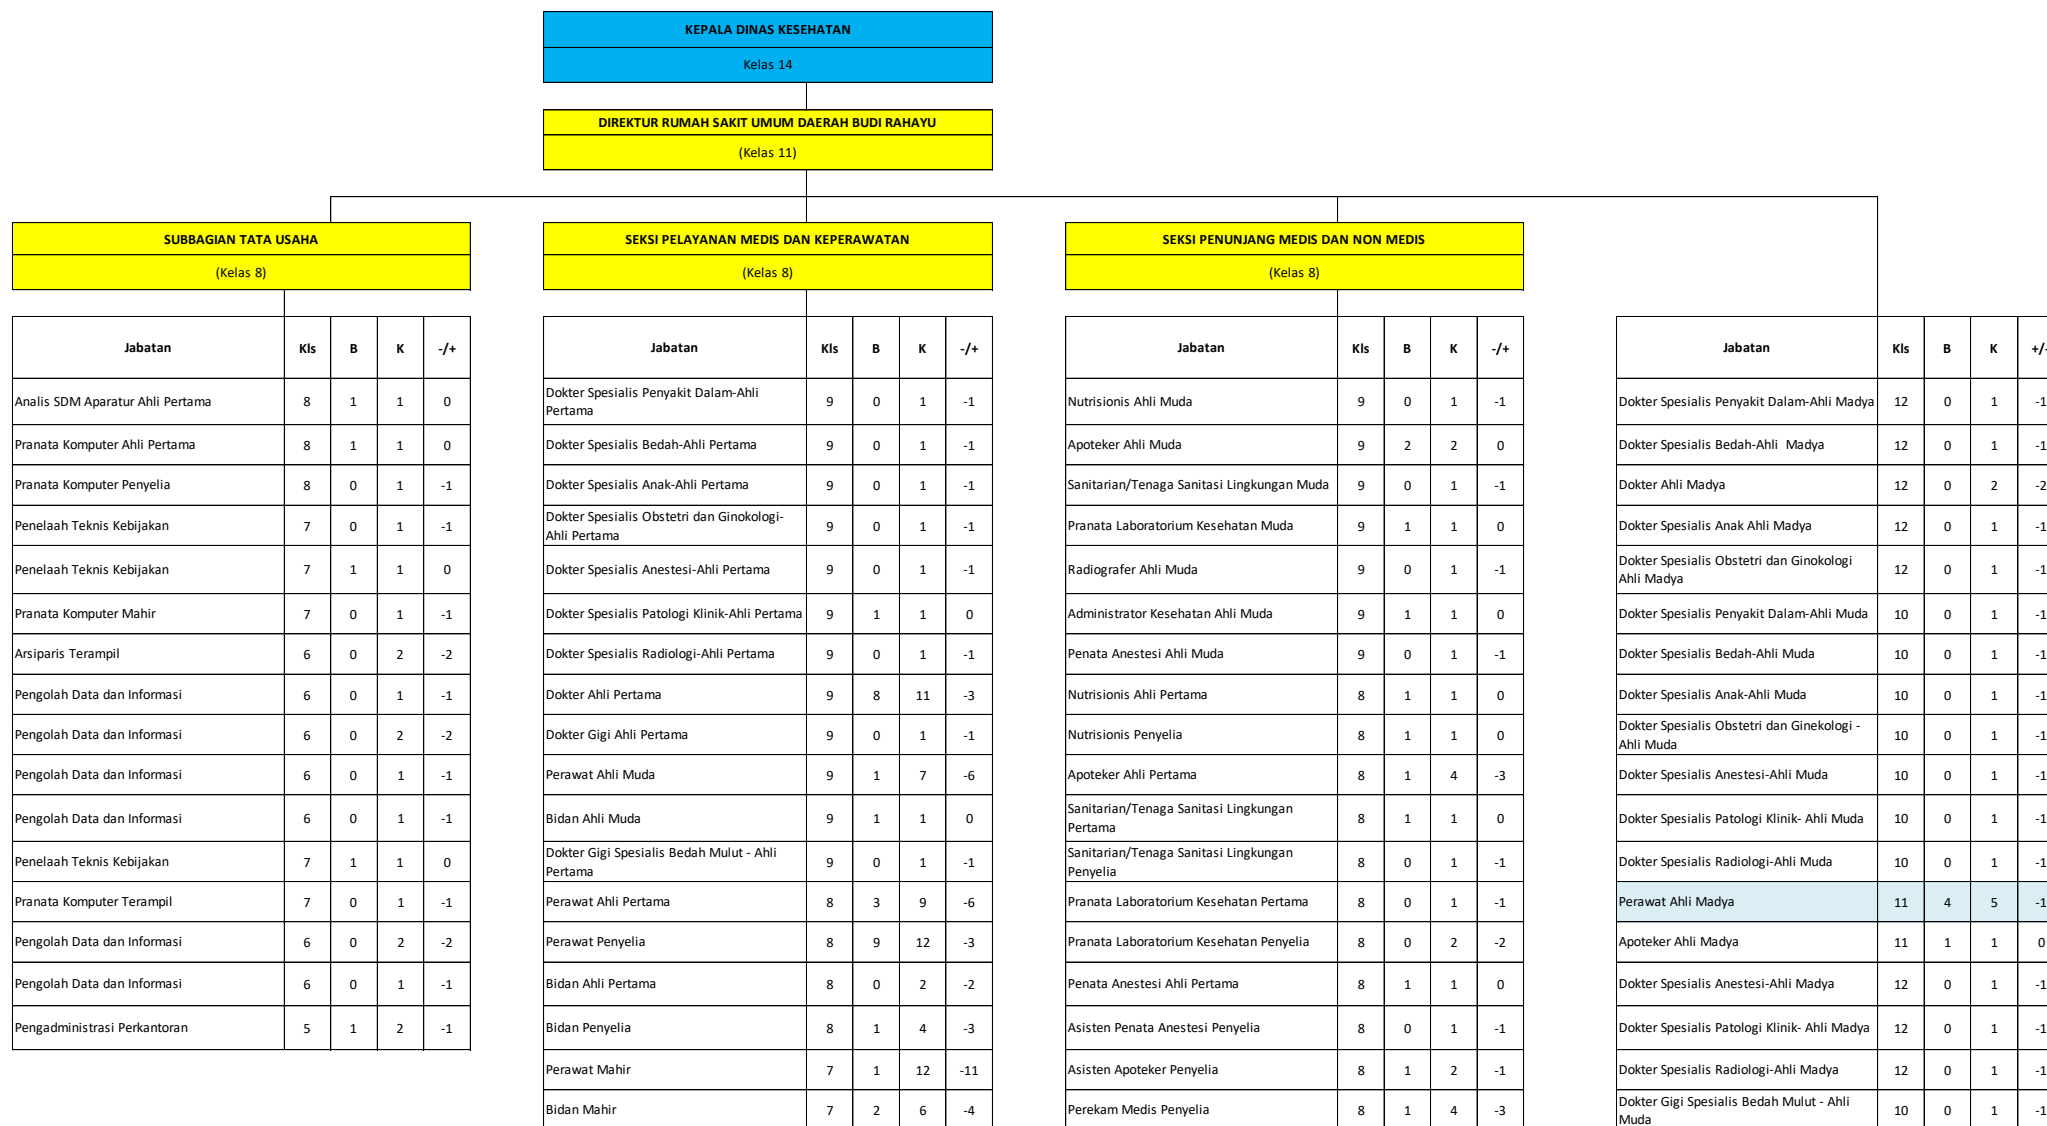 KEPALA DINAS KESEHATAN
Kelas 14
DIREKTUR RUMAH SAKIT UMUM DAERAH BUDI RAHAYU
(Kelas 11)
SUBBAGIAN TATA USAHA
(Kelas 8)
Jabatan Kls B K -/+
Analis SDM Aparatur Ahli Pertama 8 1 1 0
Pranata Komputer Ahli Pertama 8 1 1 0
Pranata Komputer Penyelia 8 0 1 -1
Penelaah Teknis Kebijakan 7 0 1 -1
Penelaah Teknis Kebijakan 7 1 1 0
Pranata Komputer Mahir 7 0 1 -1
Arsiparis Terampil 6 0 2 -2
Pengolah Data dan Informasi 6 0 1 -1
Pengolah Data dan Informasi 6 0 2 -2
Pengolah Data dan Informasi 6 0 1 -1
Pengolah Data dan Informasi 6 0 1 -1
Penelaah Teknis Kebijakan 7 1 1 0
Pranata Komputer Terampil 7 0 1 -1
Pengolah Data dan Informasi 6 0 2 -2
Pengolah Data dan Informasi 6 0 1 -1
Pengadministrasi Perkantoran 5 1 2 -1
SEKSI PELAYANAN MEDIS DAN KEPERAWATAN
(Kelas 8)
Jabatan Kls B K -/+
Dokter Spesialis Penyakit Dalam-Ahli
Pertama 9 0 1 -1
Dokter Spesialis Bedah-Ahli Pertama 9 0 1 -1
Dokter Spesialis Anak-Ahli Pertama 9 0 1 -1
Dokter Spesialis Obstetri dan Ginokologi-
Ahli Pertama 9 0 1 -1
Dokter Spesialis Anestesi-Ahli Pertama 9 0 1 -1
Dokter Spesialis Patologi Klinik-Ahli Pertama 9 1 1 0
Dokter Spesialis Radiologi-Ahli Pertama 9 0 1 -1
Dokter Ahli Pertama 9 8 11 -3
Dokter Gigi Ahli Pertama 9 0 1 -1
Perawat Ahli Muda 9 1 7 -6
Bidan Ahli Muda 9 1 1 0
Dokter Gigi Spesialis Bedah Mulut - Ahli
Pertama 9 0 1 -1
Perawat Ahli Pertama 8 3 9 -6
Perawat Penyelia 8 9 12 -3
Bidan Ahli Pertama 8 0 2 -2
Bidan Penyelia 8 1 4 -3
Perawat Mahir 7 1 12 -11
Bidan Mahir 7 2 6 -4
SEKSI PENUNJANG MEDIS DAN NON MEDIS
(Kelas 8)
Jabatan Kls B K -/+
Nutrisionis Ahli Muda 9 0 1 -1
Apoteker Ahli Muda 9 2 2 0
Sanitarian/Tenaga Sanitasi Lingkungan Muda 9 0 1 -1
Pranata Laboratorium Kesehatan Muda 9 1 1 0
Radiografer Ahli Muda 9 0 1 -1
Administrator Kesehatan Ahli Muda 9 1 1 0
Penata Anestesi Ahli Muda 9 0 1 -1
Nutrisionis Ahli Pertama 8 1 1 0
Nutrisionis Penyelia 8 1 1 0
Apoteker Ahli Pertama 8 1 4 -3
Sanitarian/Tenaga Sanitasi Lingkungan
Pertama 8 1 1 0
Sanitarian/Tenaga Sanitasi Lingkungan
Penyelia 8 0 1 -1
Pranata Laboratorium Kesehatan Pertama 8 0 1 -1
Pranata Laboratorium Kesehatan Penyelia 8 0 2 -2
Penata Anestesi Ahli Pertama 8 1 1 0
Asisten Penata Anestesi Penyelia 8 0 1 -1
Asisten Apoteker Penyelia 8 1 2 -1
Perekam Medis Penyelia 8 1 4 -3
Jabatan Kls B K +/-
Dokter Spesialis Penyakit Dalam-Ahli Madya 12 0 1 -1
Dokter Spesialis Bedah-Ahli Madya 12 0 1 -1
Dokter Ahli Madya 12 0 2 -2
Dokter Spesialis Anak Ahli Madya 12 0 1 -1
Dokter Spesialis Obstetri dan Ginokologi
Ahli Madya 12 0 1 -1
Dokter Spesialis Penyakit Dalam-Ahli Muda 10 0 1 -1
Dokter Spesialis Bedah-Ahli Muda 10 0 1 -1
Dokter Spesialis Anak-Ahli Muda 10 0 1 -1
Dokter Spesialis Obstetri dan Ginekologi -
Ahli Muda 10 0 1 -1
Dokter Spesialis Anestesi-Ahli Muda 10 0 1 -1
Dokter Spesialis Patologi Klinik- Ahli Muda 10 0 1 -1
Dokter Spesialis Radiologi-Ahli Muda 10 0 1 -1
Perawat Ahli Madya 11 4 5 -1
Apoteker Ahli Madya 11 1 1 0
Dokter Spesialis Anestesi-Ahli Madya 12 0 1 -1
Dokter Spesialis Patologi Klinik- Ahli Madya 12 0 1 -1
Dokter Spesialis Radiologi-Ahli Madya 12 0 1 -1
Dokter Gigi Spesialis Bedah Mulut - Ahli
Muda 10 0 1 -1